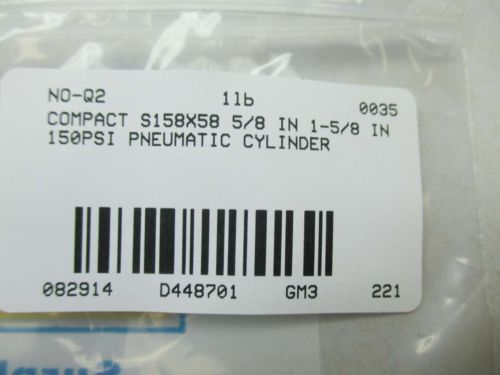 NO-Q2 1lb 0035
COMPACT S158X58 5/8 IN 1-5/8 IN
150PSI PNEUMATIC CYLINDER
082914 D448701 GM3 221